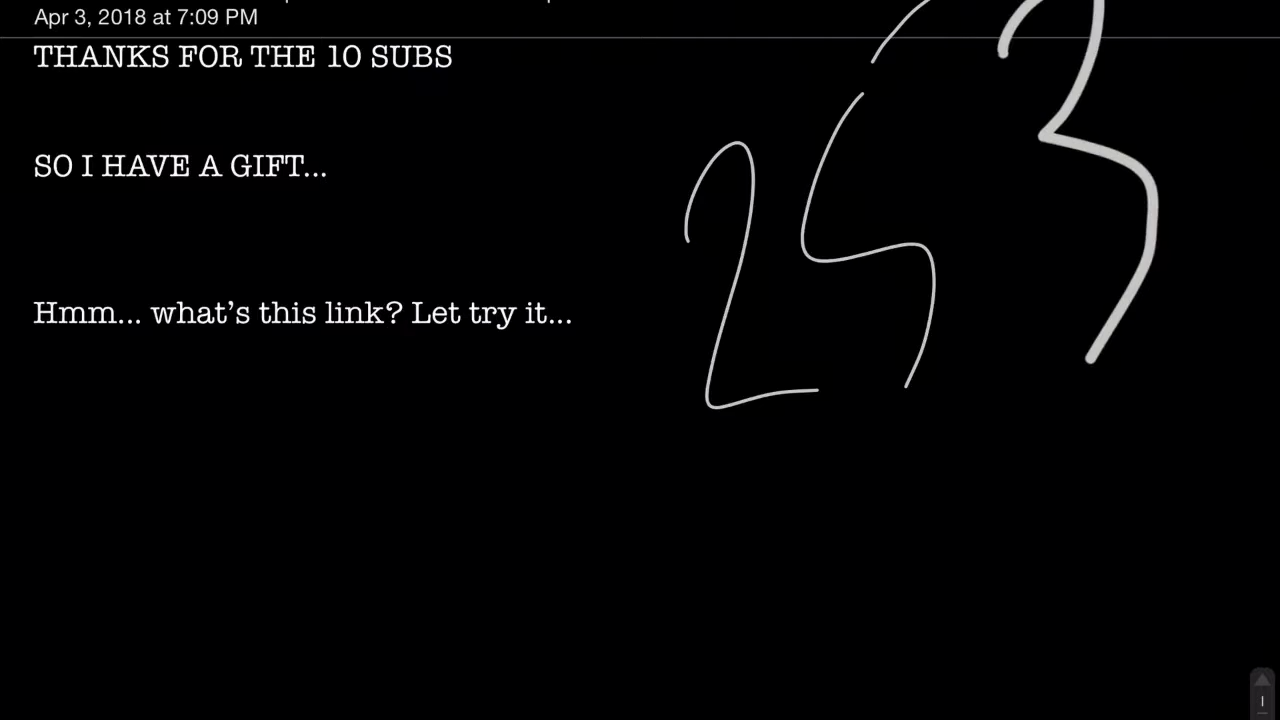 Apr 3, 2018 at 7:09 PM
THANKS FOR THE 10 SUBS
SO I HAVE A GIFT...
Hmm... what's this link? Let try it...
253